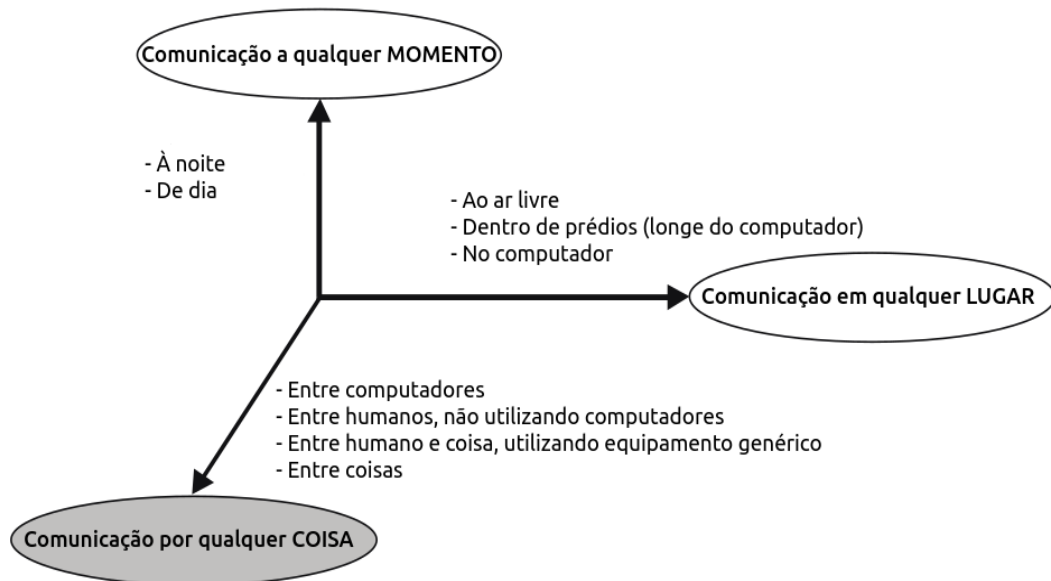 Comunicação a qualquer MOMENTO
- À noite
- De dia
- Ao ar livre
- Dentro de prédios (longe do computador)
- No computador
Comunicação em qualquer LUGAR
- Entre computadores
- Entre humanos, não utilizando computadores
- Entre humano e coisa, utilizando equipamento genérico
- Entre coisas
Comunicação por qualquer COISA